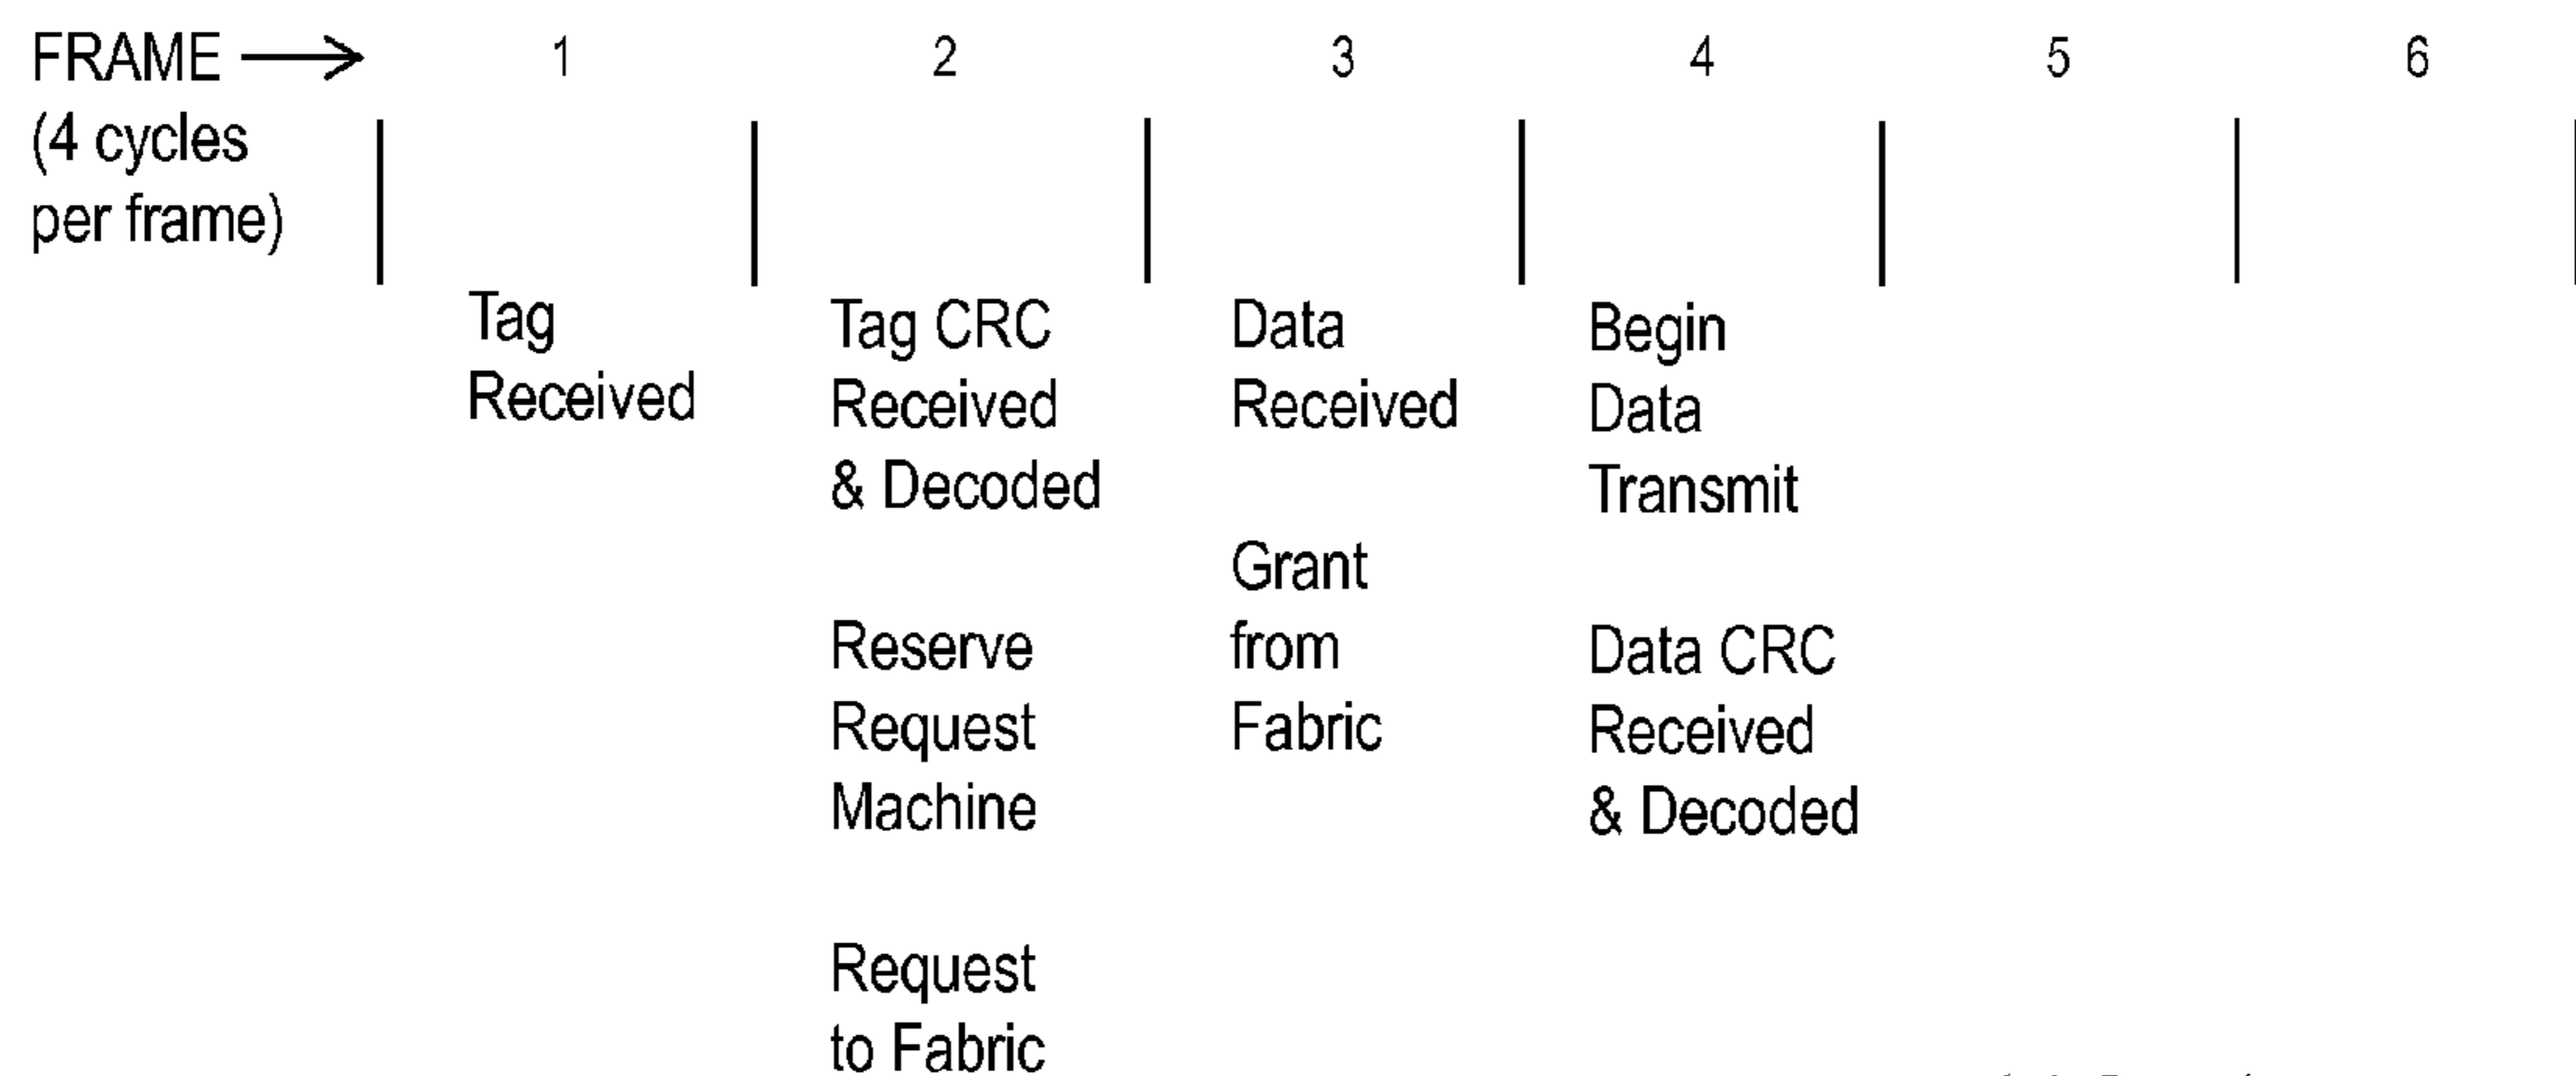 FRAME → 1 2 3 4 5 6
(4 cycles
per frame)
Tag
Received
Tag CRC
Received
& Decoded
Reserve
Request
Machine
Request
to Fabric
Data
Received
Grant
from
Fabric
Begin
Data
Transmit
Data CRC
Received
& Decoded